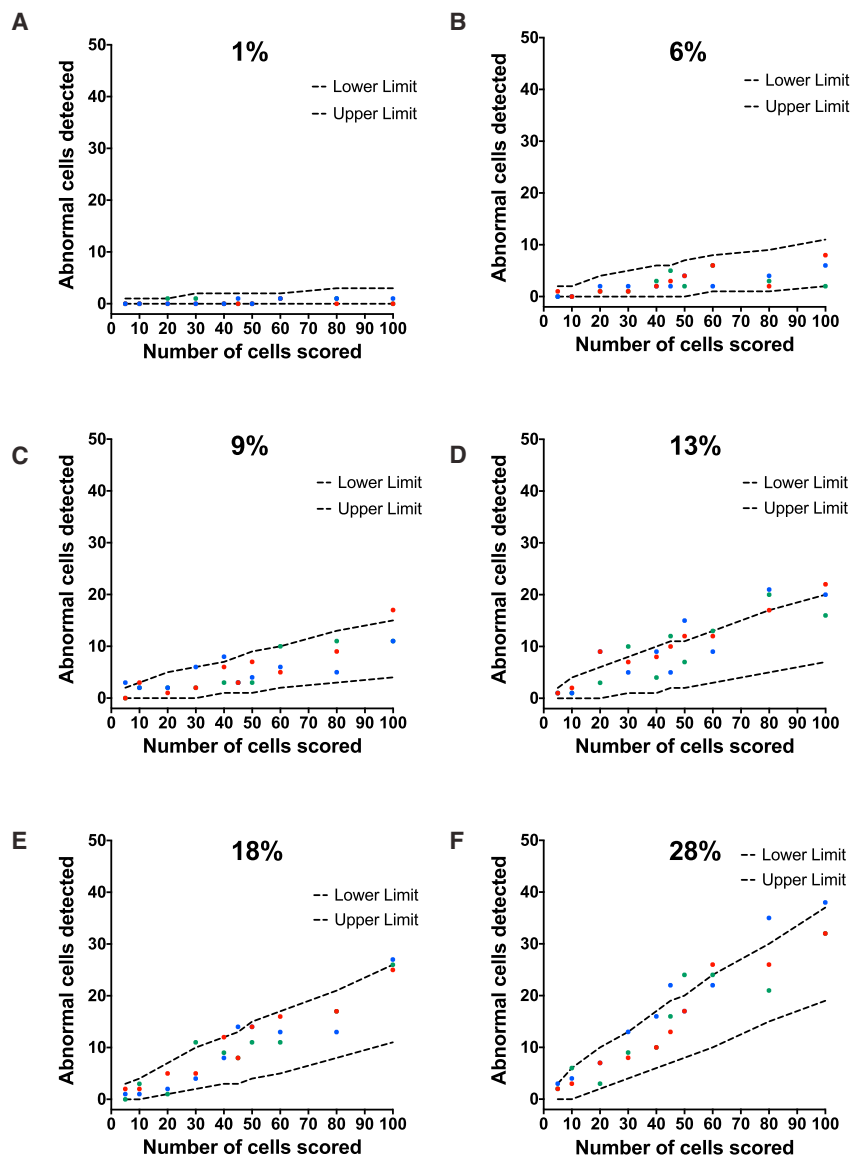 A
1%
50
40
30
20
10
0
Abnormal cells detected
Lower Limit
Upper Limit
0 10 20 30 40 50 60 70 80 90 100
Number of cells scored
B
6%
50
40
30
20
10
0
Abnormal cells detected
Lower Limit
Upper Limit
0 10 20 30 40 50 60 70 80 90 100
Number of cells scored
C
9%
50
40
30
20
10
0
Abnormal cells detected
Lower Limit
Upper Limit
0 10 20 30 40 50 60 70 80 90 100
Number of cells scored
D
13%
50
40
30
20
10
0
Abnormal cells detected
Lower Limit
Upper Limit
0 10 20 30 40 50 60 70 80 90 100
Number of cells scored
E
18%
50
40
30
20
10
0
Abnormal cells detected
Lower Limit
Upper Limit
0 10 20 30 40 50 60 70 80 90 100
Number of cells scored
F
28%
50
40
30
20
10
0
Abnormal cells detected
Lower Limit
Upper Limit
0 10 20 30 40 50 60 70 80 90 100
Number of cells scored